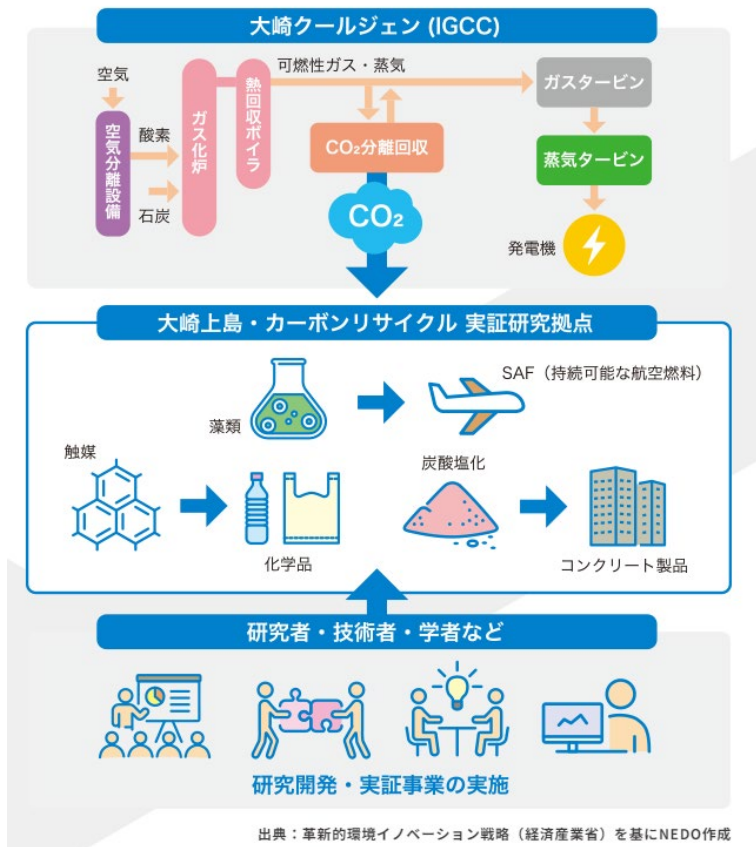 大崎クールジェン (IGCC)
空気
可燃性ガス・蒸気
空気分離設備
酸素
石炭
ガス化炉
熱回収ボイラ
CO₂分離回収
CO₂
ガスタービン
蒸気タービン
発電機
大崎上島・カーボンリサイクル 実証研究拠点
藻類
SAF（持続可能な航空燃料）
触媒
化学品
炭酸塩化
コンクリート製品
研究者・技術者・学者など
研究開発・実証事業の実施
出典：革新的環境イノベーション戦略（経済産業省）を基にNEDO作成